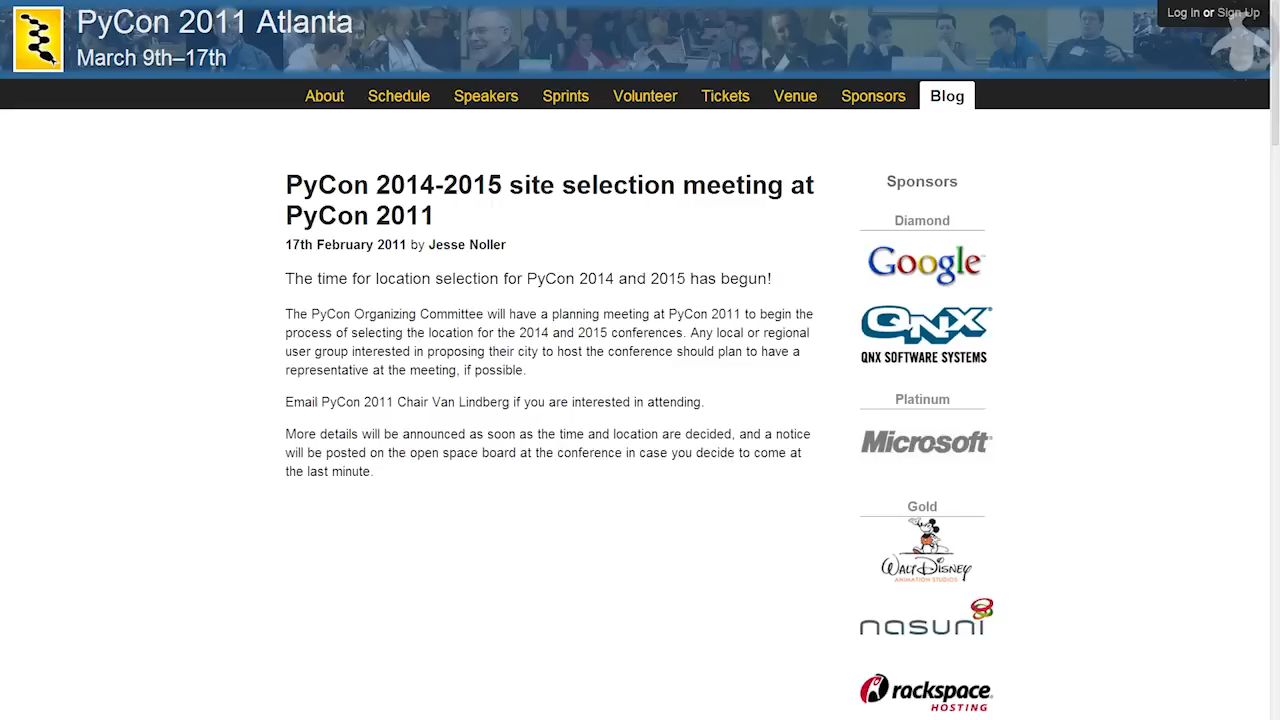 PyCon 2011 Atlanta
March 9th–17th
Log In or Sign Up
About Schedule Speakers Sprints Volunteer Tickets Venue Sponsors Blog
PyCon 2014-2015 site selection meeting at
PyCon 2011
17th February 2011 by Jesse Noller
The time for location selection for PyCon 2014 and 2015 has begun!
The PyCon Organizing Committee will have a planning meeting at PyCon 2011 to begin the
process of selecting the location for the 2014 and 2015 conferences. Any local or regional
user group interested in proposing their city to host the conference should plan to have a
representative at the meeting, if possible.
Email PyCon 2011 Chair Van Lindberg if you are interested in attending.
More details will be announced as soon as the time and location are decided, and a notice
will be posted on the open space board at the conference in case you decide to come at
the last minute.
Sponsors
Diamond
Google
QNX
QNX SOFTWARE SYSTEMS
Platinum
Microsoft
Gold
WALT DISNEY
ANIMATION STUDIOS
nasuni
rackspace
HOSTING